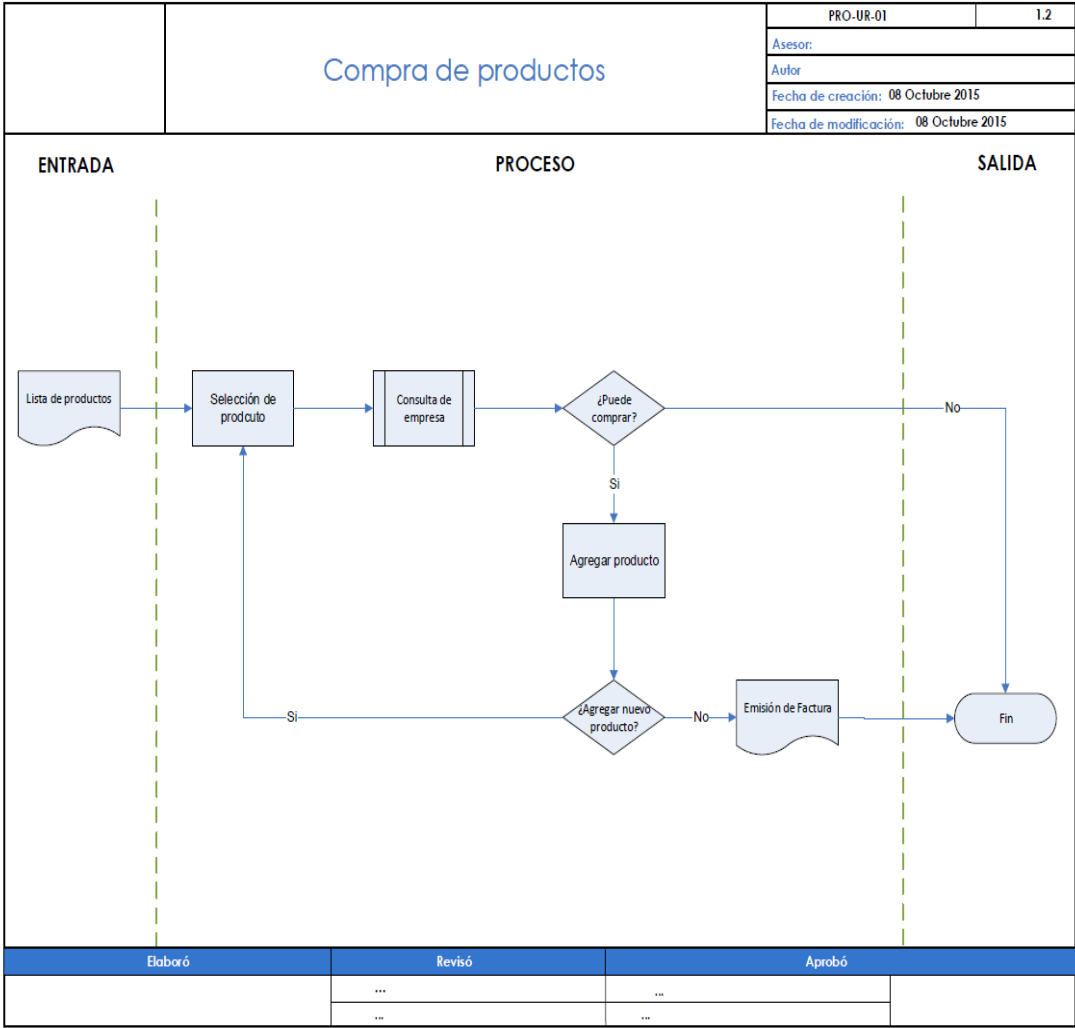 PRO-UR-01 1.2
Compra de productos
Asesor:
Autor
Fecha de creación: 08 Octubre 2015
Fecha de modificación: 08 Octubre 2015
ENTRADA PROCESO SALIDA
Lista de productos
Selección de
prodcuto
Consulta de
empresa
¿Puede
comprar?
No
Si
Agregar producto
¿Agregar nuevo
producto?
Si
No
Emisión de Factura
Fin
Elaboró Revisó Aprobó
... ...
... ...